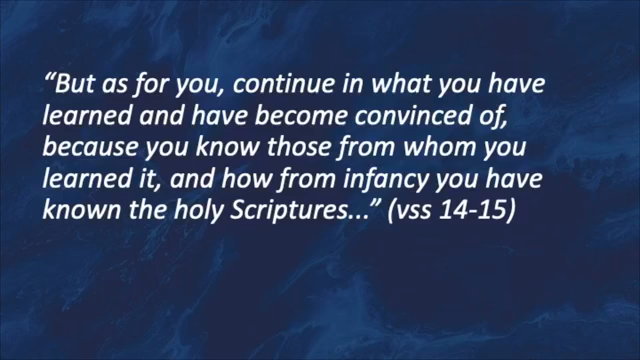 “But as for you, continue in what you have
learned and have become convinced of,
because you know those from whom you
learned it, and how from infancy you have
known the holy Scriptures...” (vss 14-15)